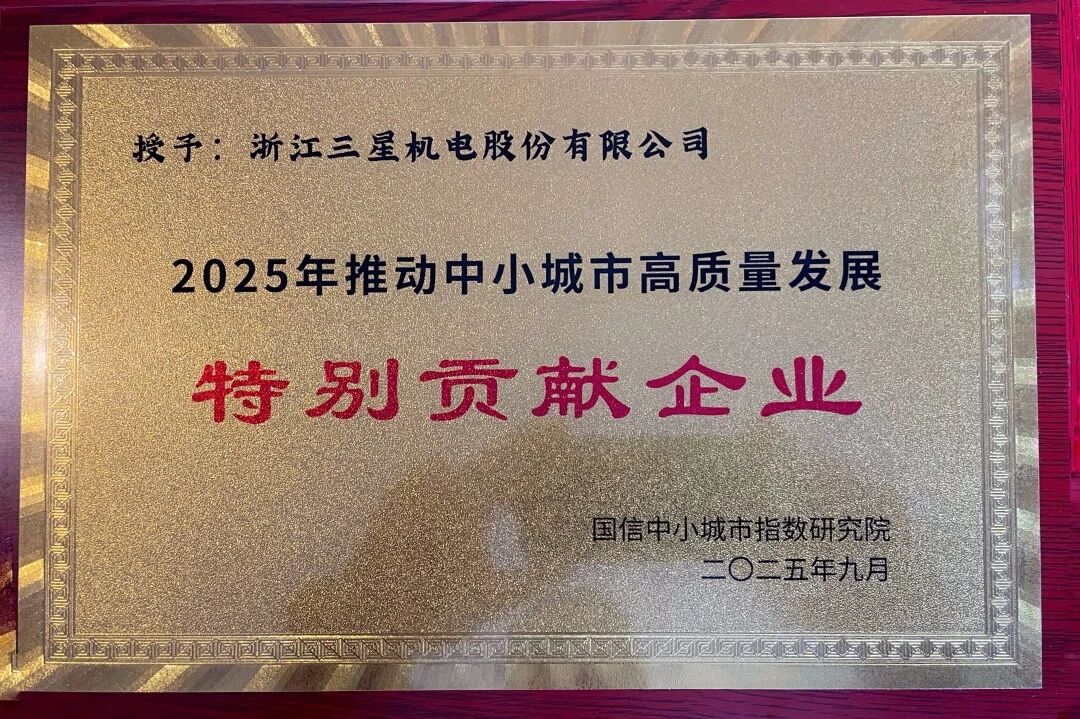 授予：浙江三星机电股份有限公司
2025年推动中小城市高质量发展
特别贡献企业
国信中小城市指数研究院
二〇二五年九月